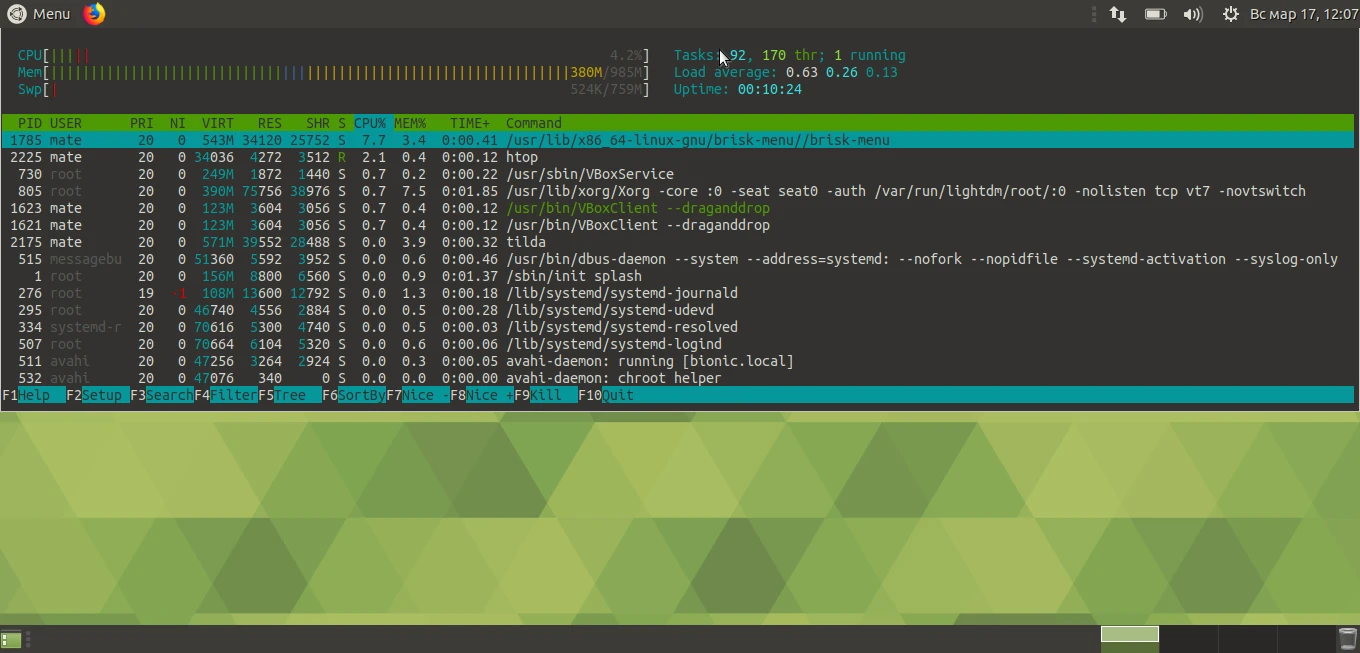 Menu
Вс мар 17, 12:07
CPU[||||| 4.2%] Tasks: 92, 170 thr; 1 running
Mem[||||||||||||||||||||||||||||||||||||||||||||||||||||||||||||||||380M/985M] Load average: 0.63 0.26 0.13
Swp[| 524K/759M] Uptime: 00:10:24
PID USER PRI NI VIRT RES SHR S CPU% MEM% TIME+ Command
1785 mate 20 0 543M 34120 25752 S 7.7 3.4 0:00.41 /usr/lib/x86_64-linux-gnu/brisk-menu//brisk-menu
2225 mate 20 0 34036 4272 3512 R 2.1 0.4 0:00.12 htop
730 root 20 0 249M 1872 1440 S 0.7 0.2 0:00.22 /usr/sbin/VBoxService
805 root 20 0 390M 75756 38976 S 0.7 7.5 0:01.85 /usr/lib/xorg/Xorg -core :0 -seat seat0 -auth /var/run/lightdm/root/:0 -nolisten tcp vt7 -novtswitch
1623 mate 20 0 123M 3604 3056 S 0.7 0.4 0:00.12 /usr/bin/VBoxClient --draganddrop
1621 mate 20 0 123M 3604 3056 S 0.7 0.4 0:00.12 /usr/bin/VBoxClient --draganddrop
2175 mate 20 0 571M 39552 28488 S 0.0 3.9 0:00.32 tilda
515 messagebu 20 0 51360 5592 3952 S 0.0 0.6 0:00.46 /usr/bin/dbus-daemon --system --address=systemd: --nofork --nopidfile --systemd-activation --syslog-only
1 root 20 0 156M 8800 6560 S 0.0 0.9 0:01.37 /sbin/init splash
276 root 19 -1 108M 13600 12792 S 0.0 1.3 0:00.18 /lib/systemd/systemd-journald
295 root 20 0 46740 4556 2884 S 0.0 0.5 0:00.28 /lib/systemd/systemd-udevd
334 systemd-r 20 0 70616 5300 4740 S 0.0 0.5 0:00.03 /lib/systemd/systemd-resolved
507 root 20 0 70664 6104 5320 S 0.0 0.6 0:00.06 /lib/systemd/systemd-logind
511 avahi 20 0 47256 3264 2924 S 0.0 0.3 0:00.05 avahi-daemon: running [bionic.local]
532 avahi 20 0 47076 340 0 S 0.0 0.0 0:00.00 avahi-daemon: chroot helper
F1Help F2Setup F3SearchF4FilterF5Tree F6SortByF7Nice -F8Nice +F9Kill F10Quit